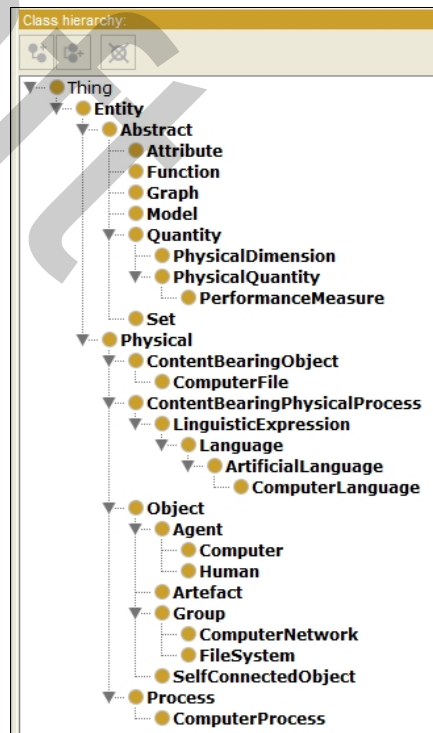 Class hierarchy:
Thing
Entity
Abstract
Attribute
Function
Graph
Model
Quantity
PhysicalDimension
PhysicalQuantity
PerformanceMeasure
Set
Physical
ContentBearingObject
ComputerFile
ContentBearingPhysicalProcess
LinguisticExpression
Language
ArtificialLanguage
ComputerLanguage
Object
Agent
Computer
Human
Artefact
Group
ComputerNetwork
FileSystem
SelfConnectedObject
Process
ComputerProcess